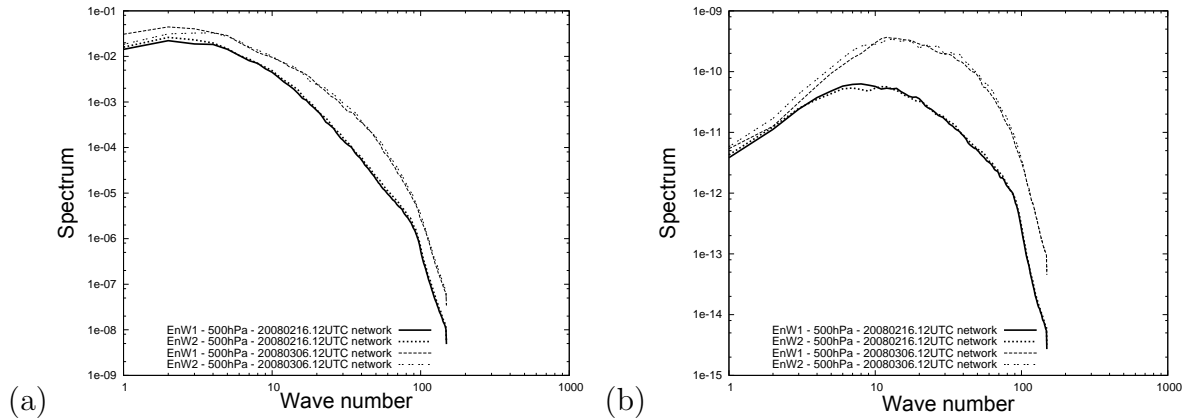 1e-01
1e-02
1e-03
1e-04
1e-05
1e-06
1e-07
1e-08
1e-09
Spectrum
EnW1 - 500hPa - 20080216.12UTC network
EnW2 - 500hPa - 20080216.12UTC network
EnW1 - 500hPa - 20080306.12UTC network
EnW2 - 500hPa - 20080306.12UTC network
1 10 100 1000
Wave number
(a)
1e-09
1e-10
1e-11
1e-12
1e-13
1e-14
1e-15
Spectrum
EnW1 - 500hPa - 20080216.12UTC network
EnW2 - 500hPa - 20080216.12UTC network
EnW1 - 500hPa - 20080306.12UTC network
EnW2 - 500hPa - 20080306.12UTC network
1 10 100 1000
Wave number
(b)